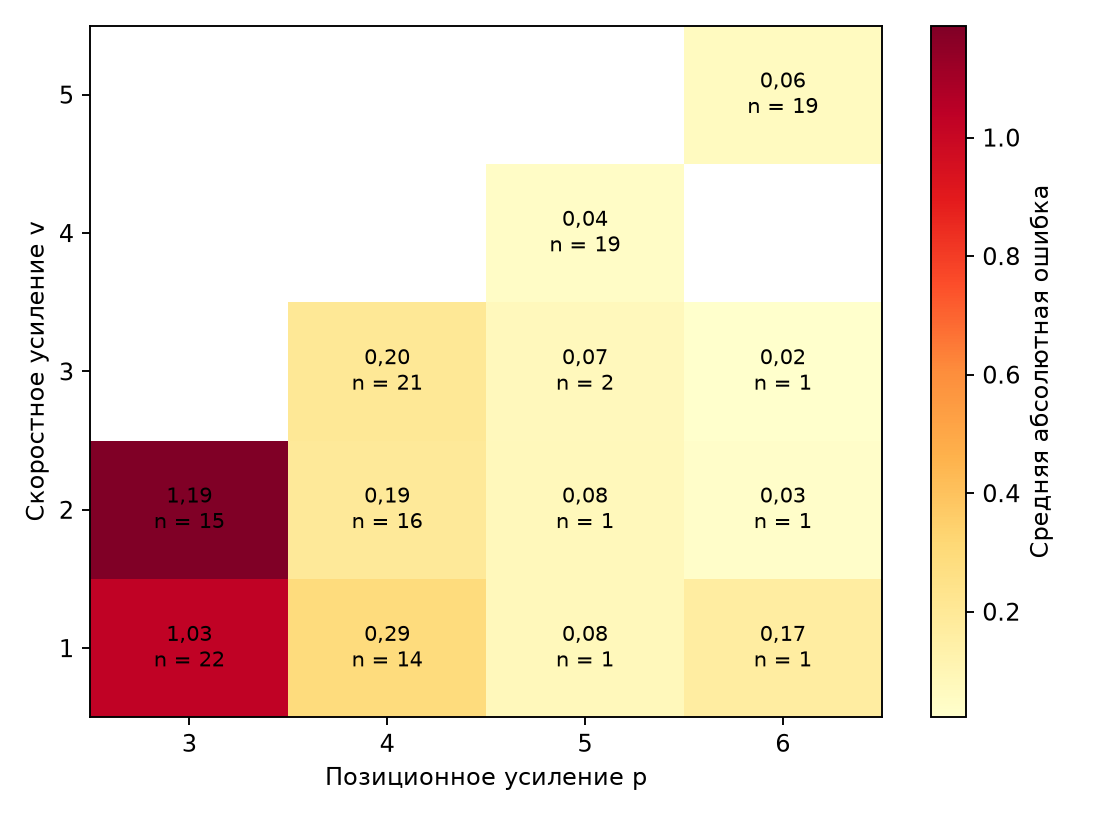 5
0,06
n = 19
4
0,04
n = 19
3
0,20
n = 21
0,07
n = 2
0,02
n = 1
2
1,19
n = 15
0,19
n = 16
0,08
n = 1
0,03
n = 1
1
1,03
n = 22
0,29
n = 14
0,08
n = 1
0,17
n = 1
3
4
5
6
Позиционное усиление p
Скоростное усиление v
1.0
0.8
0.6
0.4
0.2
Средняя абсолютная ошибка